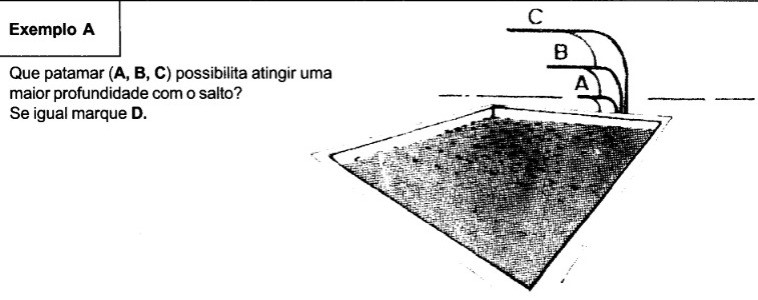 Exemplo A
Que patamar (A, B, C) possibilita atingir uma
maior profundidade com o salto?
Se igual marque D.
C
B
A